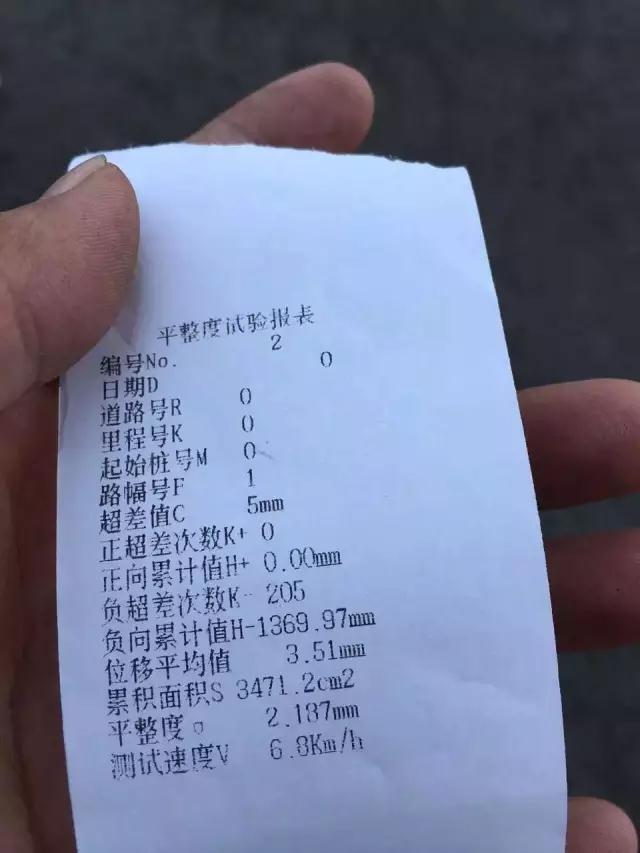 平整度试验报表
编号No. 2
日期D 0
道路号R 0
里程号K 0
起始桩号M 0
路幅号F 1
超差值C 5mm
正超差次数K+ 0
正向累计值H+ 0.00mm
负超差次数K- 205
负向累计值H-1369.97mm
位移平均值 3.51mm
累积面积S 3471.2cm2
平整度σ 2.187mm
测试速度V 6.8Km/h